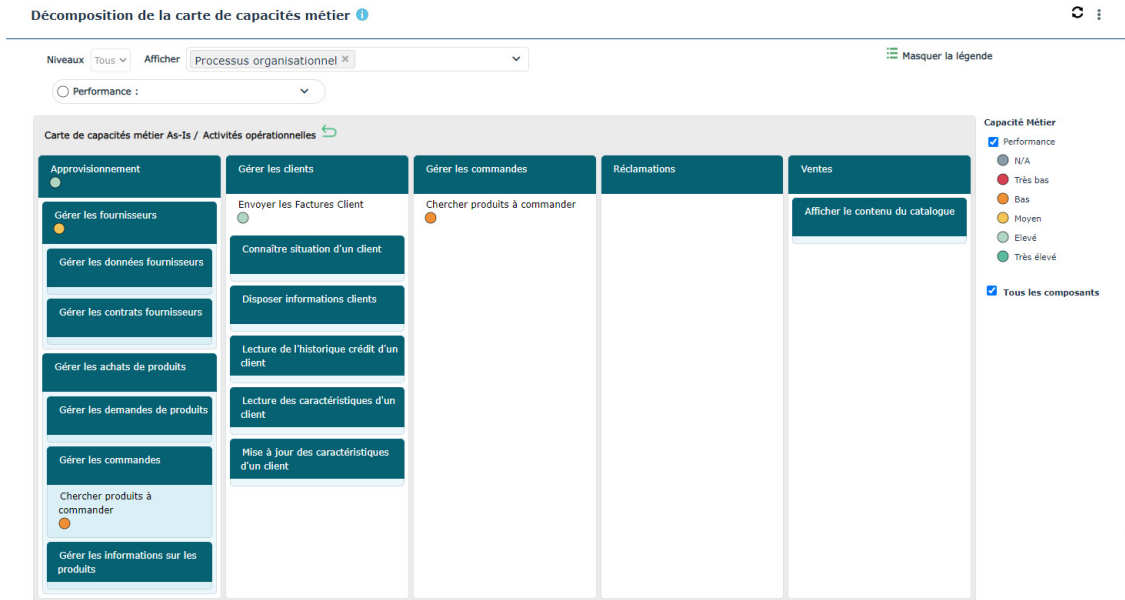 Décomposition de la carte de capacités métier
Niveaux Tous Afficher Processus organisationnel ×
Masquer la légende
Performance :
Carte de capacités métier As-Is / Activités opérationnelles
Approvisionnement
Gérer les fournisseurs
Gérer les données fournisseurs
Gérer les contrats fournisseurs
Gérer les achats de produits
Gérer les demandes de produits
Gérer les commandes
Chercher produits à
commander
Gérer les informations sur les
produits
Gérer les clients
Envoyer les Factures Client
Connaître situation d'un client
Disposer informations clients
Lecture de l'historique crédit d'un
client
Lecture des caractéristiques d'un
client
Mise à jour des caractéristiques
d'un client
Gérer les commandes
Chercher produits à commander
Réclamations
Ventes
Afficher le contenu du catalogue
Capacité Métier
Performance
N/A
Très bas
Bas
Moyen
Elevé
Très élevé
Tous les composants